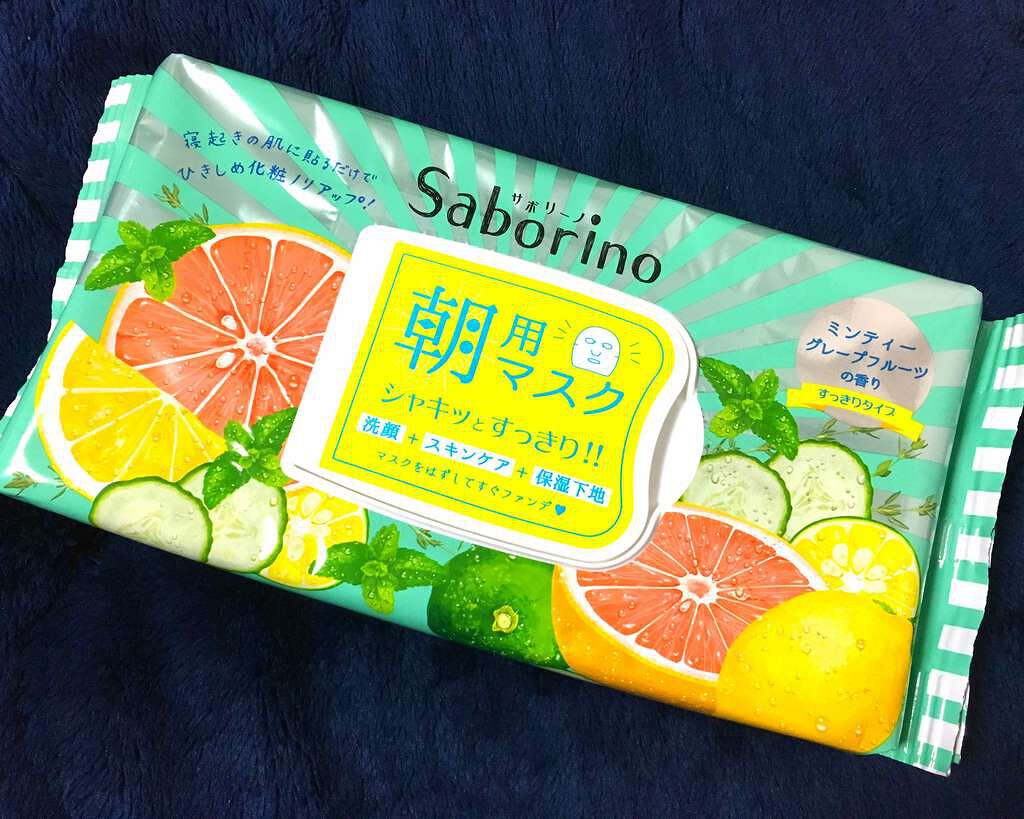 寝起きの肌に貼るだけで
ひきしめ化粧ノリアップ!
サボリーノ
Saborino
朝用マスク
シャキッとすっきり!!
洗顔 + スキンケア + 保湿下地
マスクをはずしてすぐファンデ♥
ミンティー
グレープフルーツ
の香り
すっきりタイプ